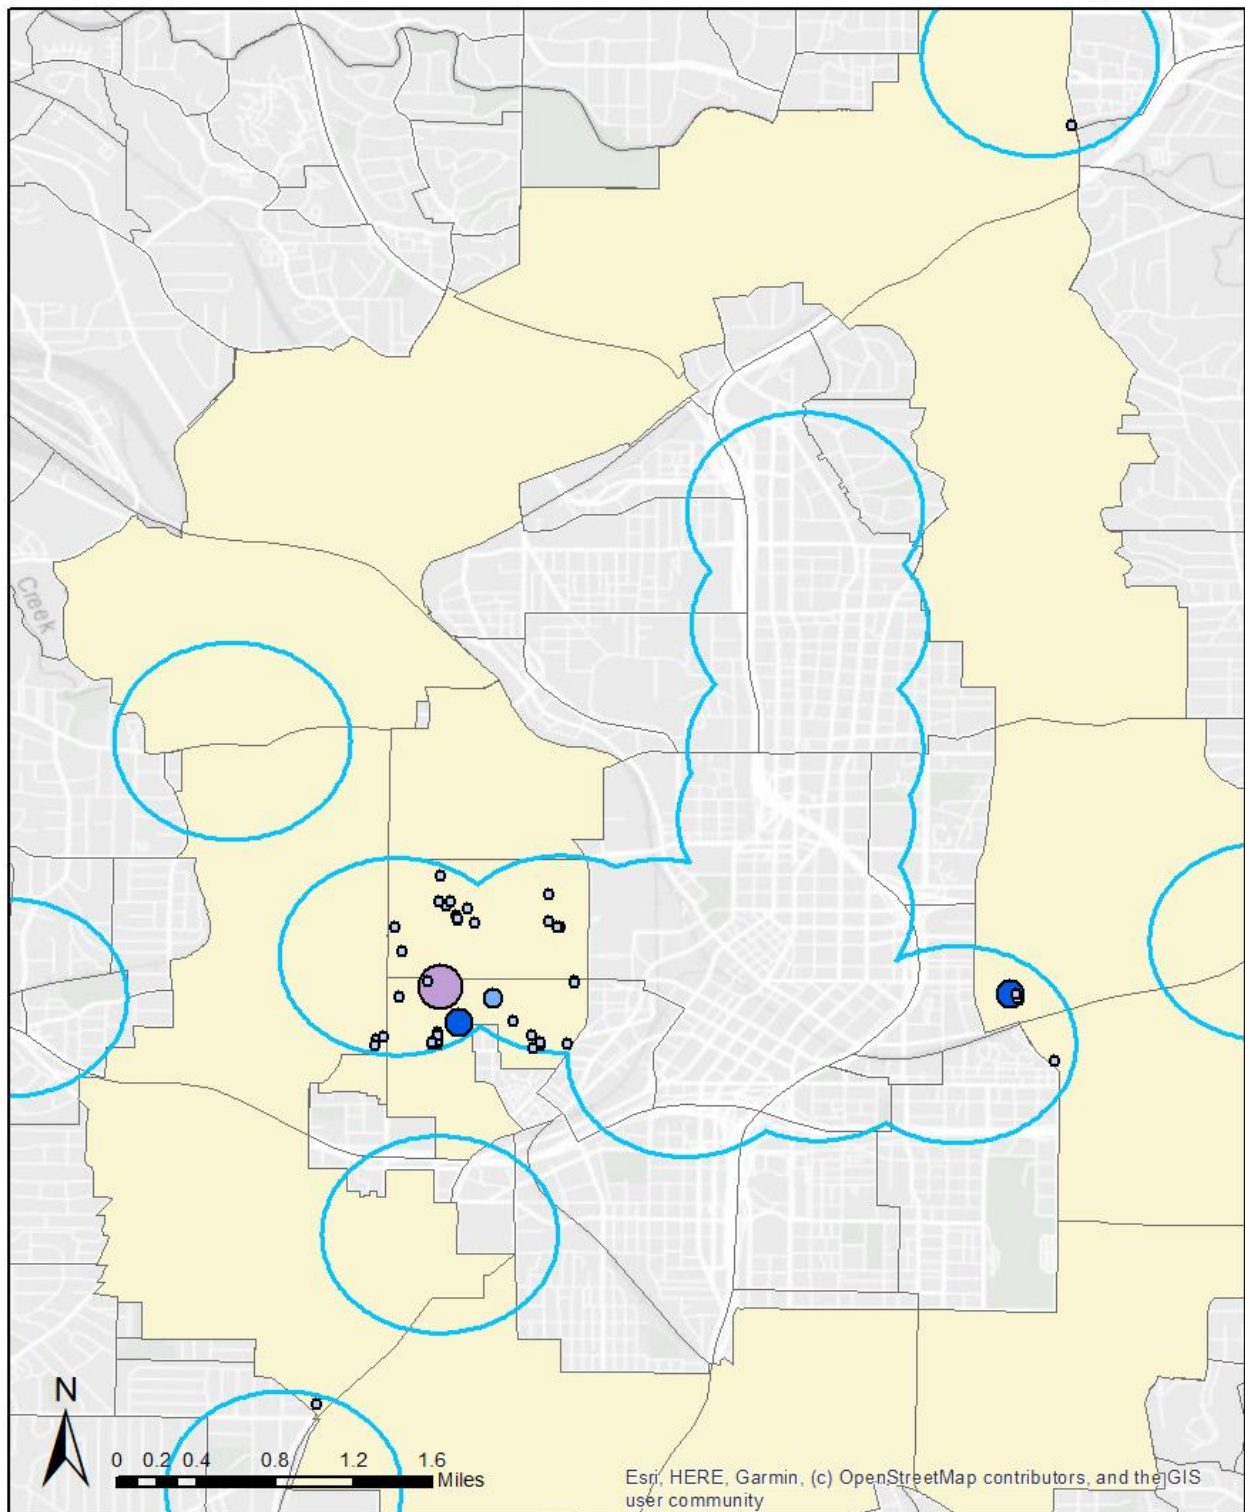 Creek
N
0 0.2 0.4 0.8 1.2 1.6
Miles
Esri, HERE, Garmin, (c) OpenStreetMap contributors, and the GIS
user community